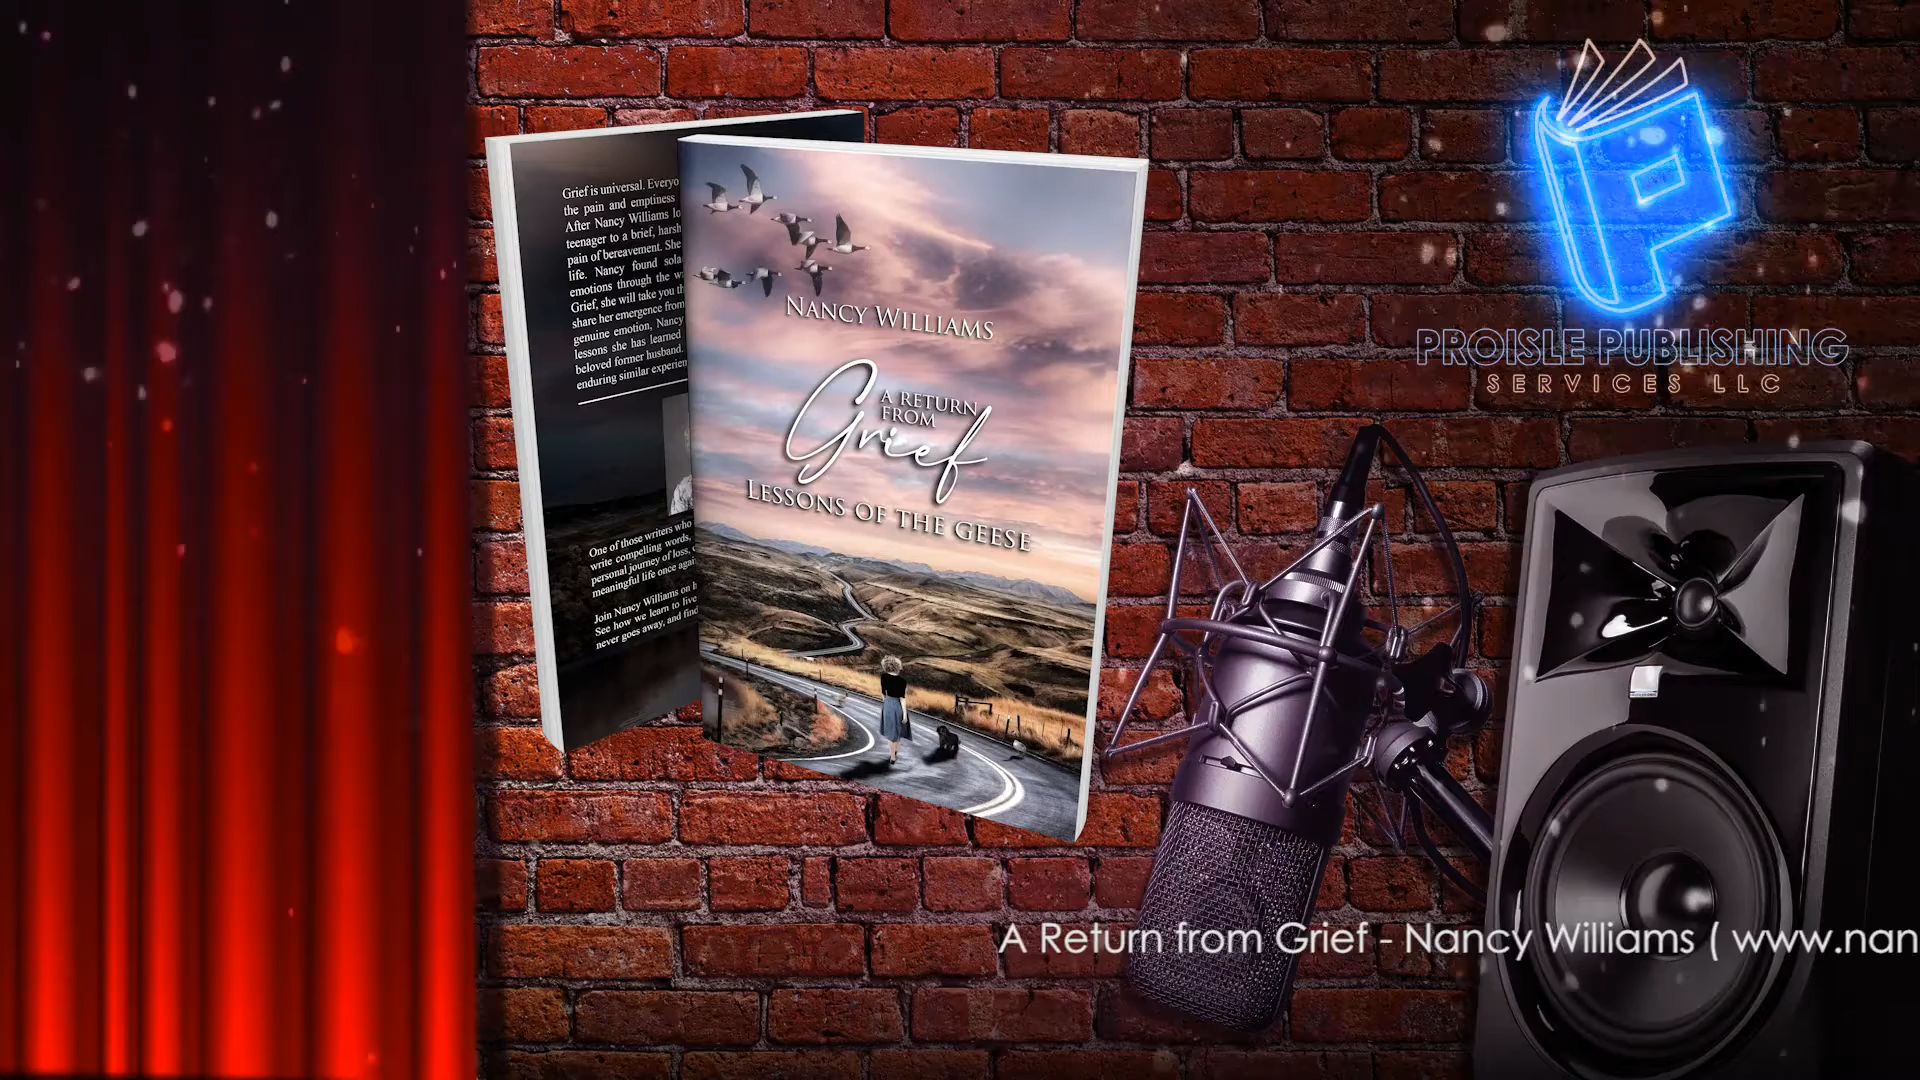 Grief is universal. Everyo
the pain and emptiness
After Nancy Williams lo
teenager to a brief, harsh
pain of bereavement. She
life. Nancy found sola
emotions through the w
Grief, she will take you th
share her emergence from
genuine emotion, Nancy
lessons she has learned
beloved former husband.
enduring similar experien
One of those writers who
write compelling words,
personal journey of loss,
meaningful life once agai
Join Nancy Williams on h
See how we learn to live
never goes away, and find
NANCY WILLIAMS
A RETURN
FROM
Grief
LESSONS OF THE GEESE
PROISLE PUBLISHING
SERVICES LLC
A Return from Grief - Nancy Williams ( www.nan